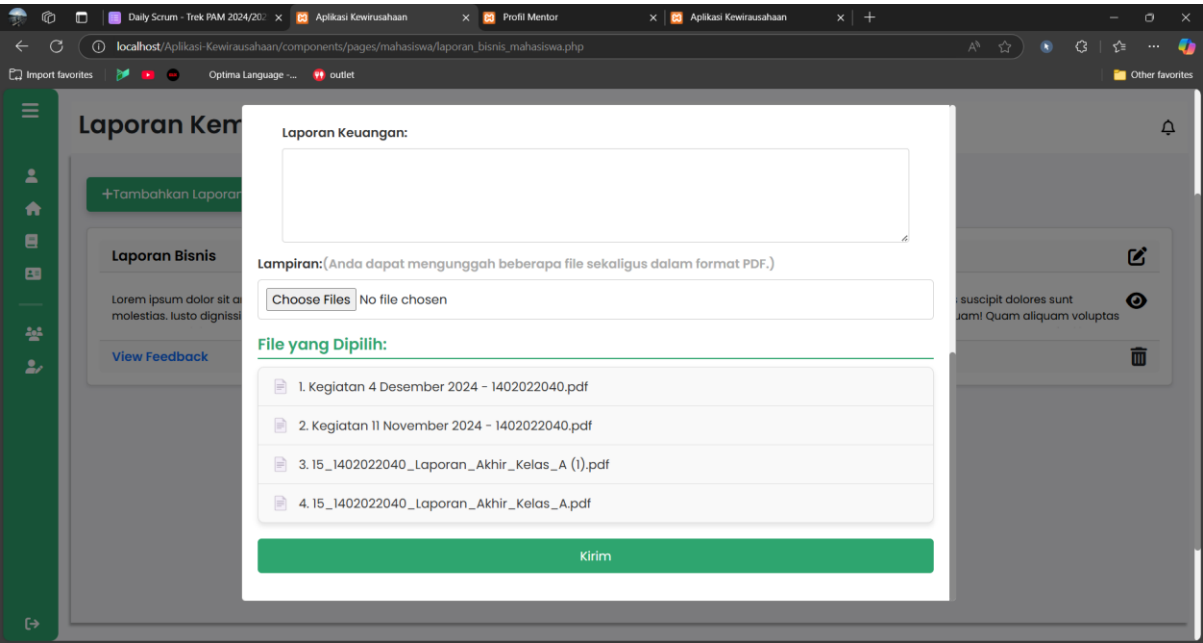 Daily Scrum - Trek PAM 2024/202
Aplikasi Kewirusahaan
Profil Mentor
Aplikasi Kewirausahaan
localhost/Aplikasi-Kewirausahaan/components/pages/mahasiswa/laporan_bisnis_mahasiswa.php
Import favorites
Optima Language -...
outlet
Other favorites
Laporan Kem
Laporan Keuangan:
+Tambahkan Laporan
Laporan Bisnis
Lampiran:(Anda dapat mengunggah beberapa file sekaligus dalam format PDF.)
Choose Files No file chosen
Lorem ipsum dolor sit a
suscipit dolores sunt
molestias. Iusto digniss
uam! Quam aliquam voluptas
File yang Dipilih:
View Feedback
1. Kegiatan 4 Desember 2024 - 1402022040.pdf
2. Kegiatan 11 November 2024 - 1402022040.pdf
3. 15_1402022040_Laporan_Akhir_Kelas_A (1).pdf
4. 15_1402022040_Laporan_Akhir_Kelas_A.pdf
Kirim